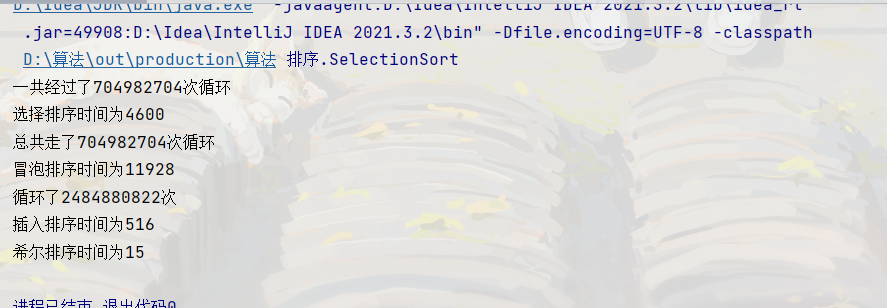 D:\Idea\JDK\bin\java.exe "-javaagent:D:\Idea\IntelliJ IDEA 2021.3.2\lib\idea_rt
.jar=49908:D:\Idea\IntelliJ IDEA 2021.3.2\bin" -Dfile.encoding=UTF-8 -classpath
D:\算法\out\production\算法 排序.SelectionSort
一共经过了704982704次循环
选择排序时间为4600
总共走了704982704次循环
冒泡排序时间为11928
循环了2484880822次
插入排序时间为516
希尔排序时间为15
进程已结束,退出代码0